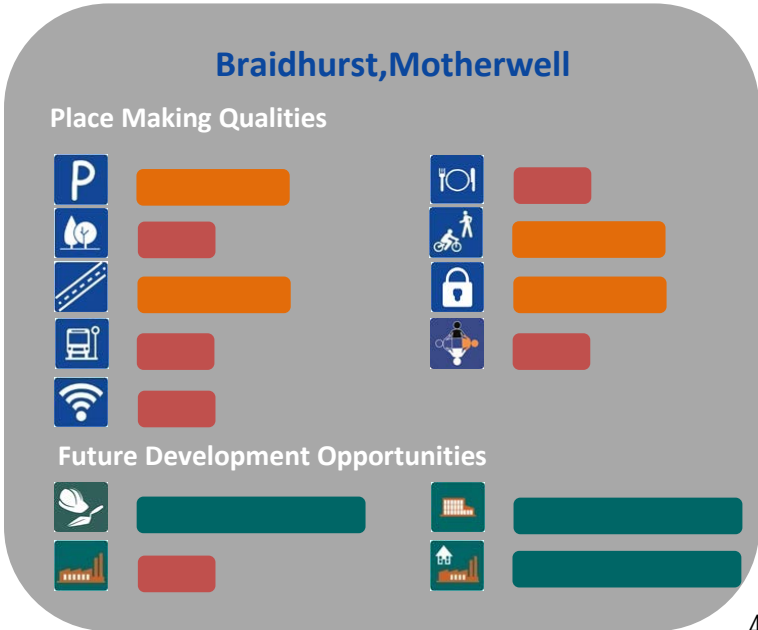 Braidhurst,Motherwell
Place Making Qualities
P
Future Development Opportunities